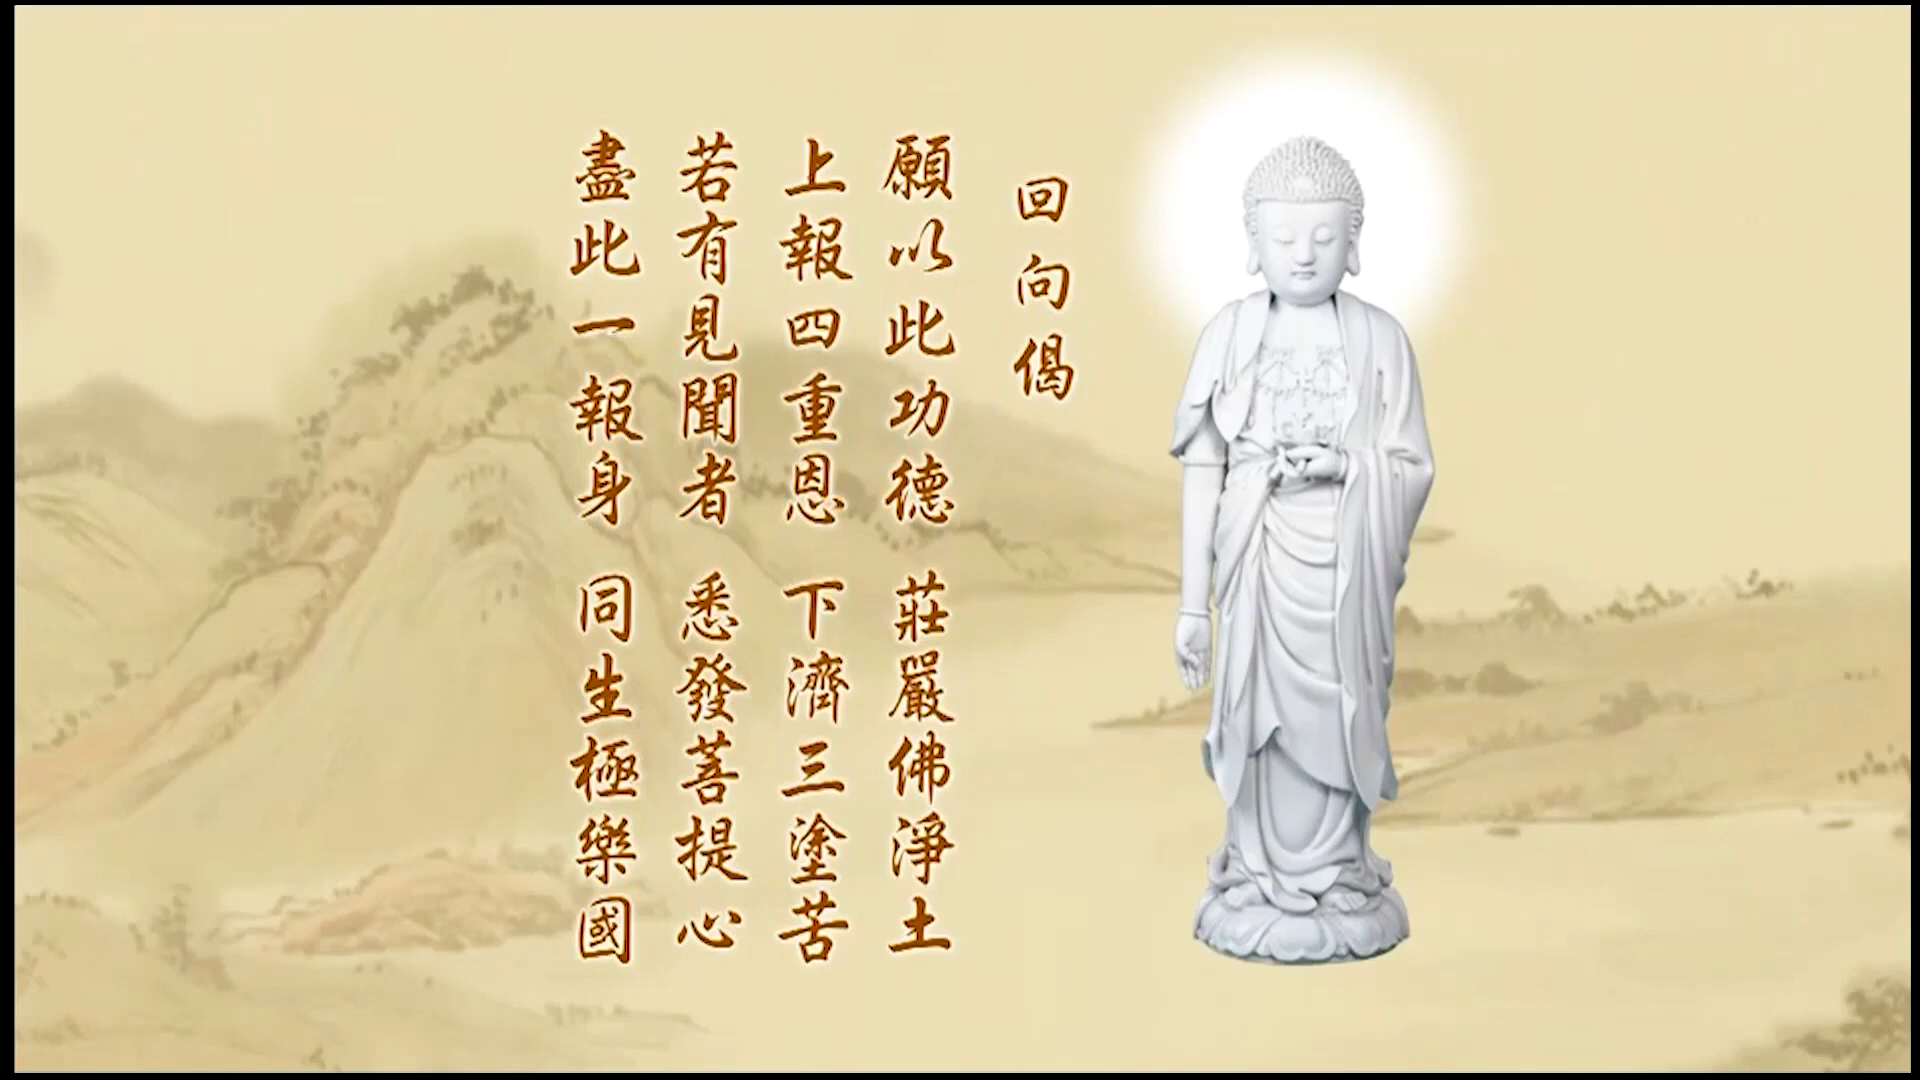 回向偈
願以此功德 莊嚴佛淨土
上報四重恩 下濟三塗苦
若有見聞者 悉發菩提心
盡此一報身 同生極樂國